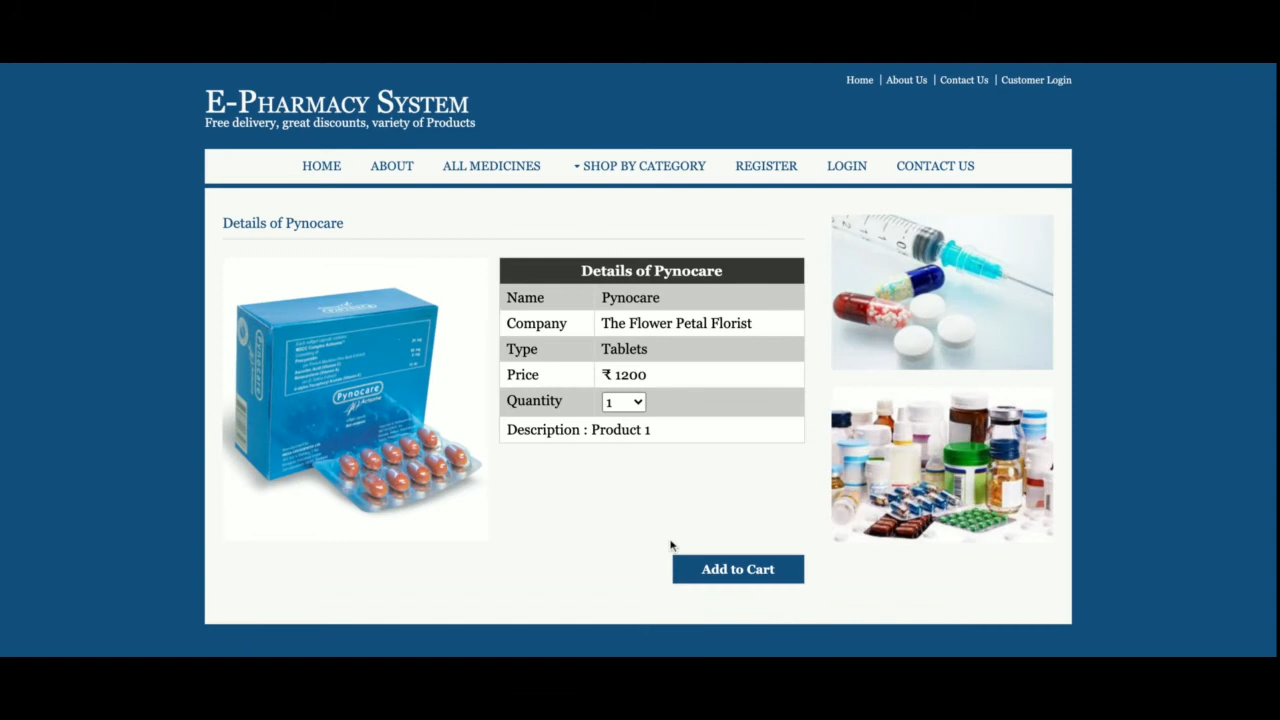 Home | About Us | Contact Us | Customer Login
E-Pharmacy System
Free delivery, great discounts, variety of Products
HOME ABOUT ALL MEDICINES SHOP BY CATEGORY REGISTER LOGIN CONTACT US
Details of Pynocare
Details of Pynocare
Name Pynocare
Company The Flower Petal Florist
Type Tablets
Price ₹ 1200
Quantity 1
Description : Product 1
Pynocare
Pynocare
Add to Cart